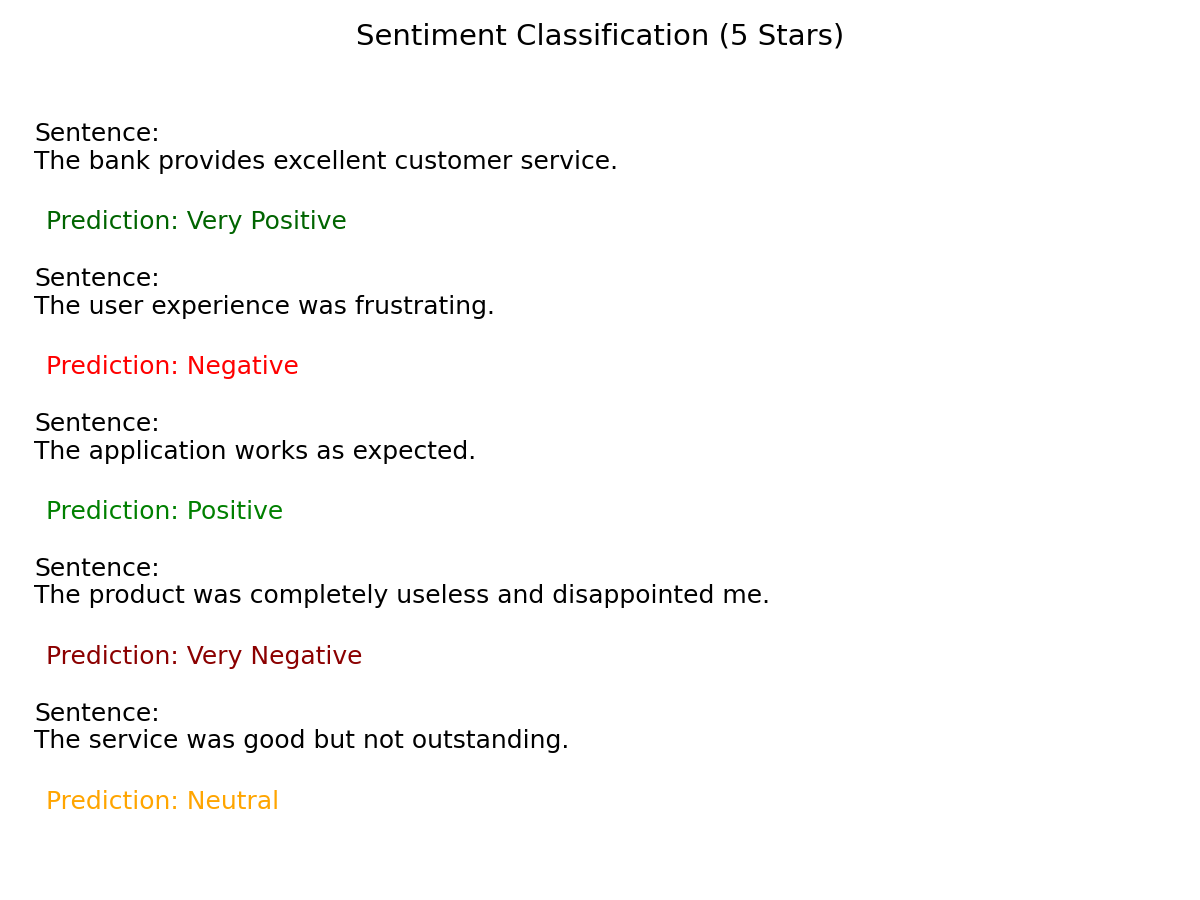 Sentiment Classification (5 Stars)
Sentence:
The bank provides excellent customer service.
Prediction: Very Positive
Sentence:
The user experience was frustrating.
Prediction: Negative
Sentence:
The application works as expected.
Prediction: Positive
Sentence:
The product was completely useless and disappointed me.
Prediction: Very Negative
Sentence:
The service was good but not outstanding.
Prediction: Neutral